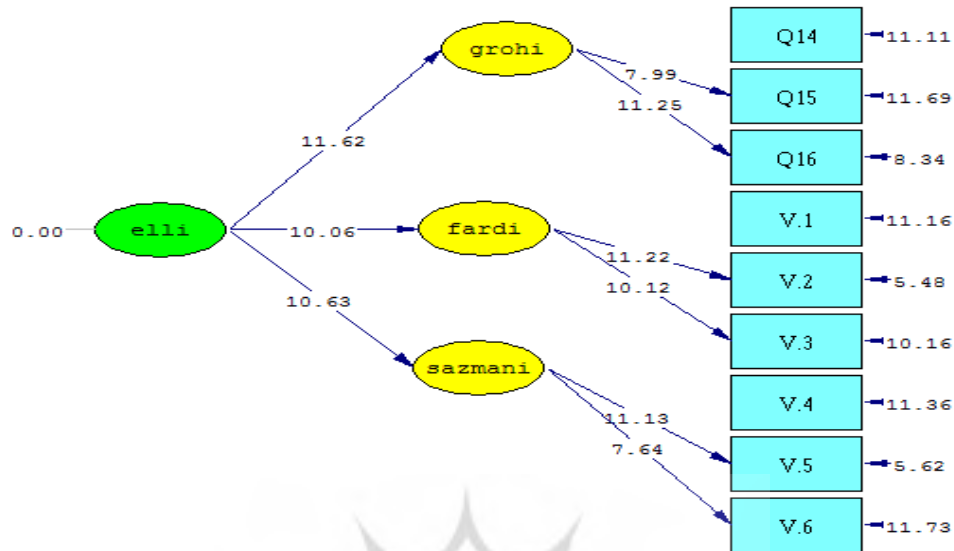 grohi
Q14
11.11
7.99
Q15
11.69
11.25
11.62
Q16
8.34
V.1
11.16
0.00
elli
10.06
fardi
11.22
V.2
5.48
10.12
10.63
V.3
10.16
sazmani
V.4
11.36
11.13
7.64
V.5
5.62
V.6
11.73